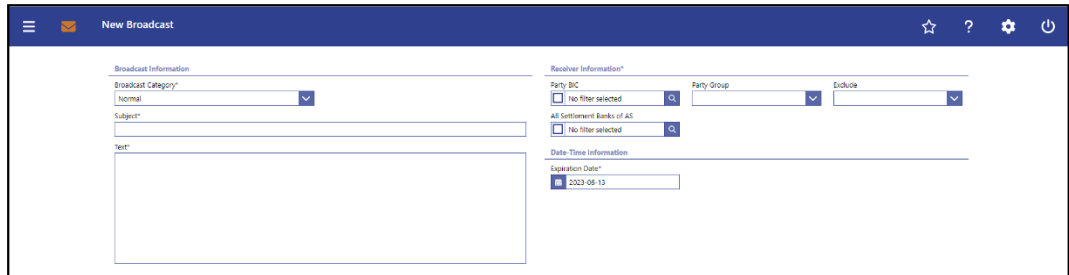 New Broadcast
?
Broadcast Information
Broadcast Category*
Normal
Subject*
Text*
Receiver Information*
Party BIC
Party Group
Exclude
No filter selected
All Settlement Banks of AS
No filter selected
Date-Time Information
Expiration Date*
2023-06-13